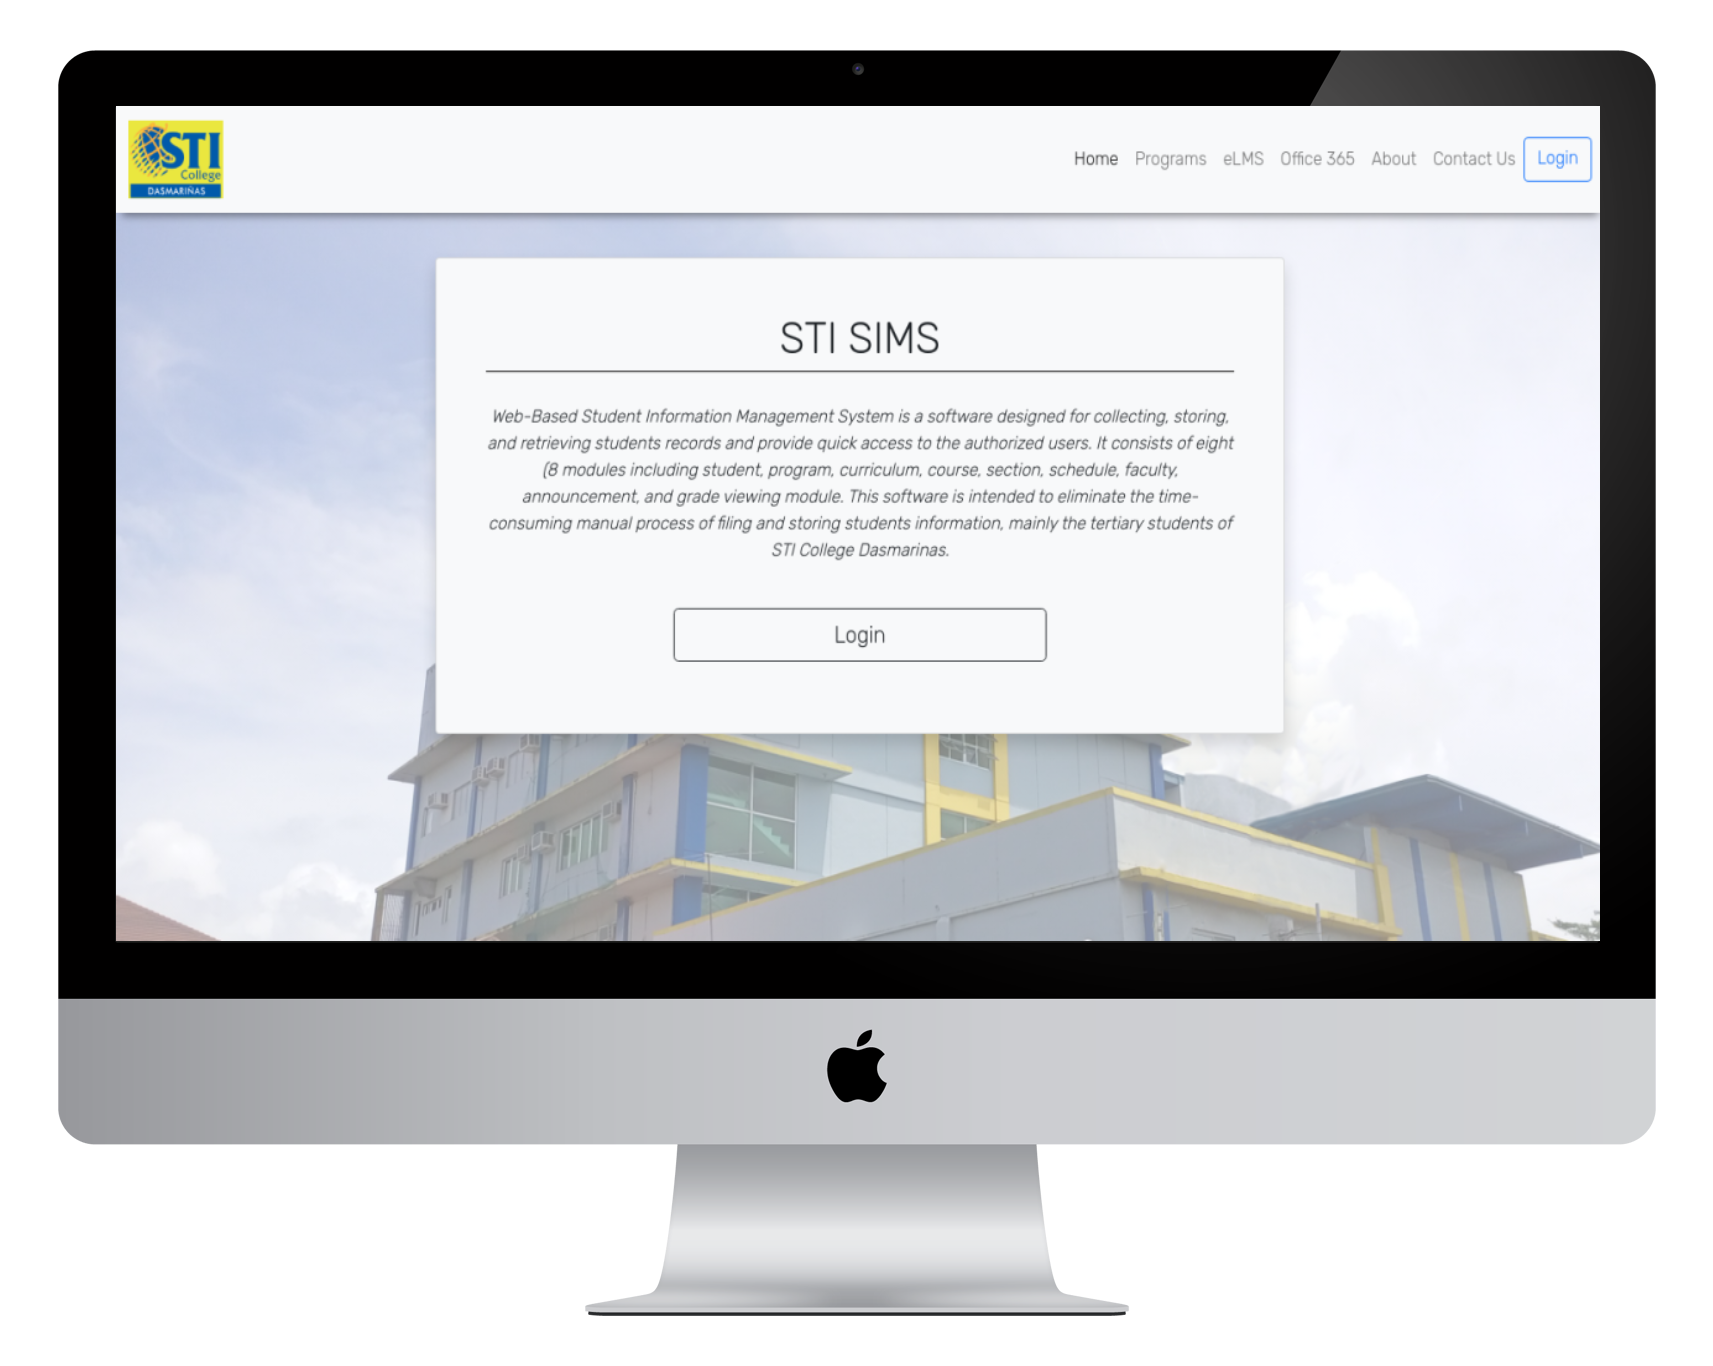 STI
College
DASMARIÑAS
Home Programs eLMS Office 365 About Contact Us Login
STI SIMS
Web-Based Student Information Management System is a software designed for collecting, storing,
and retrieving students records and provide quick access to the authorized users. It consists of eight
(8 modules including student, program, curriculum, course, section, schedule, faculty,
announcement, and grade viewing module. This software is intended to eliminate the time-
consuming manual process of filing and storing students information, mainly the tertiary students of
STI College Dasmarinas.
Login